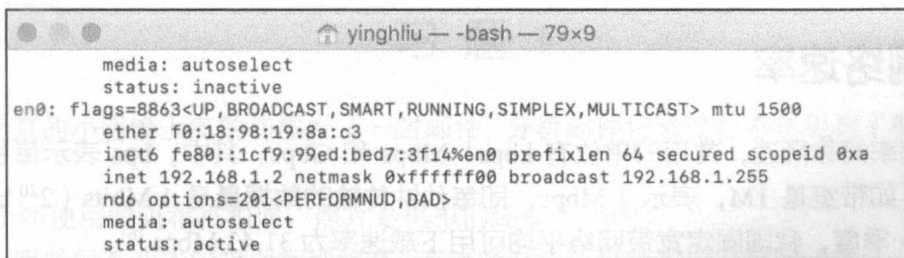 yinghliu — -bash — 79×9
media: autoselect
status: inactive
en0: flags=8863<UP,BROADCAST,SMART,RUNNING,SIMPLEX,MULTICAST> mtu 1500
ether f0:18:98:19:8a:c3
inet6 fe80::1cf9:99ed:bed7:3f14%en0 prefixlen 64 secured scopeid 0xa
inet 192.168.1.2 netmask 0xffffff00 broadcast 192.168.1.255
nd6 options=201<PERFORMNUD,DAD>
media: autoselect
status: active